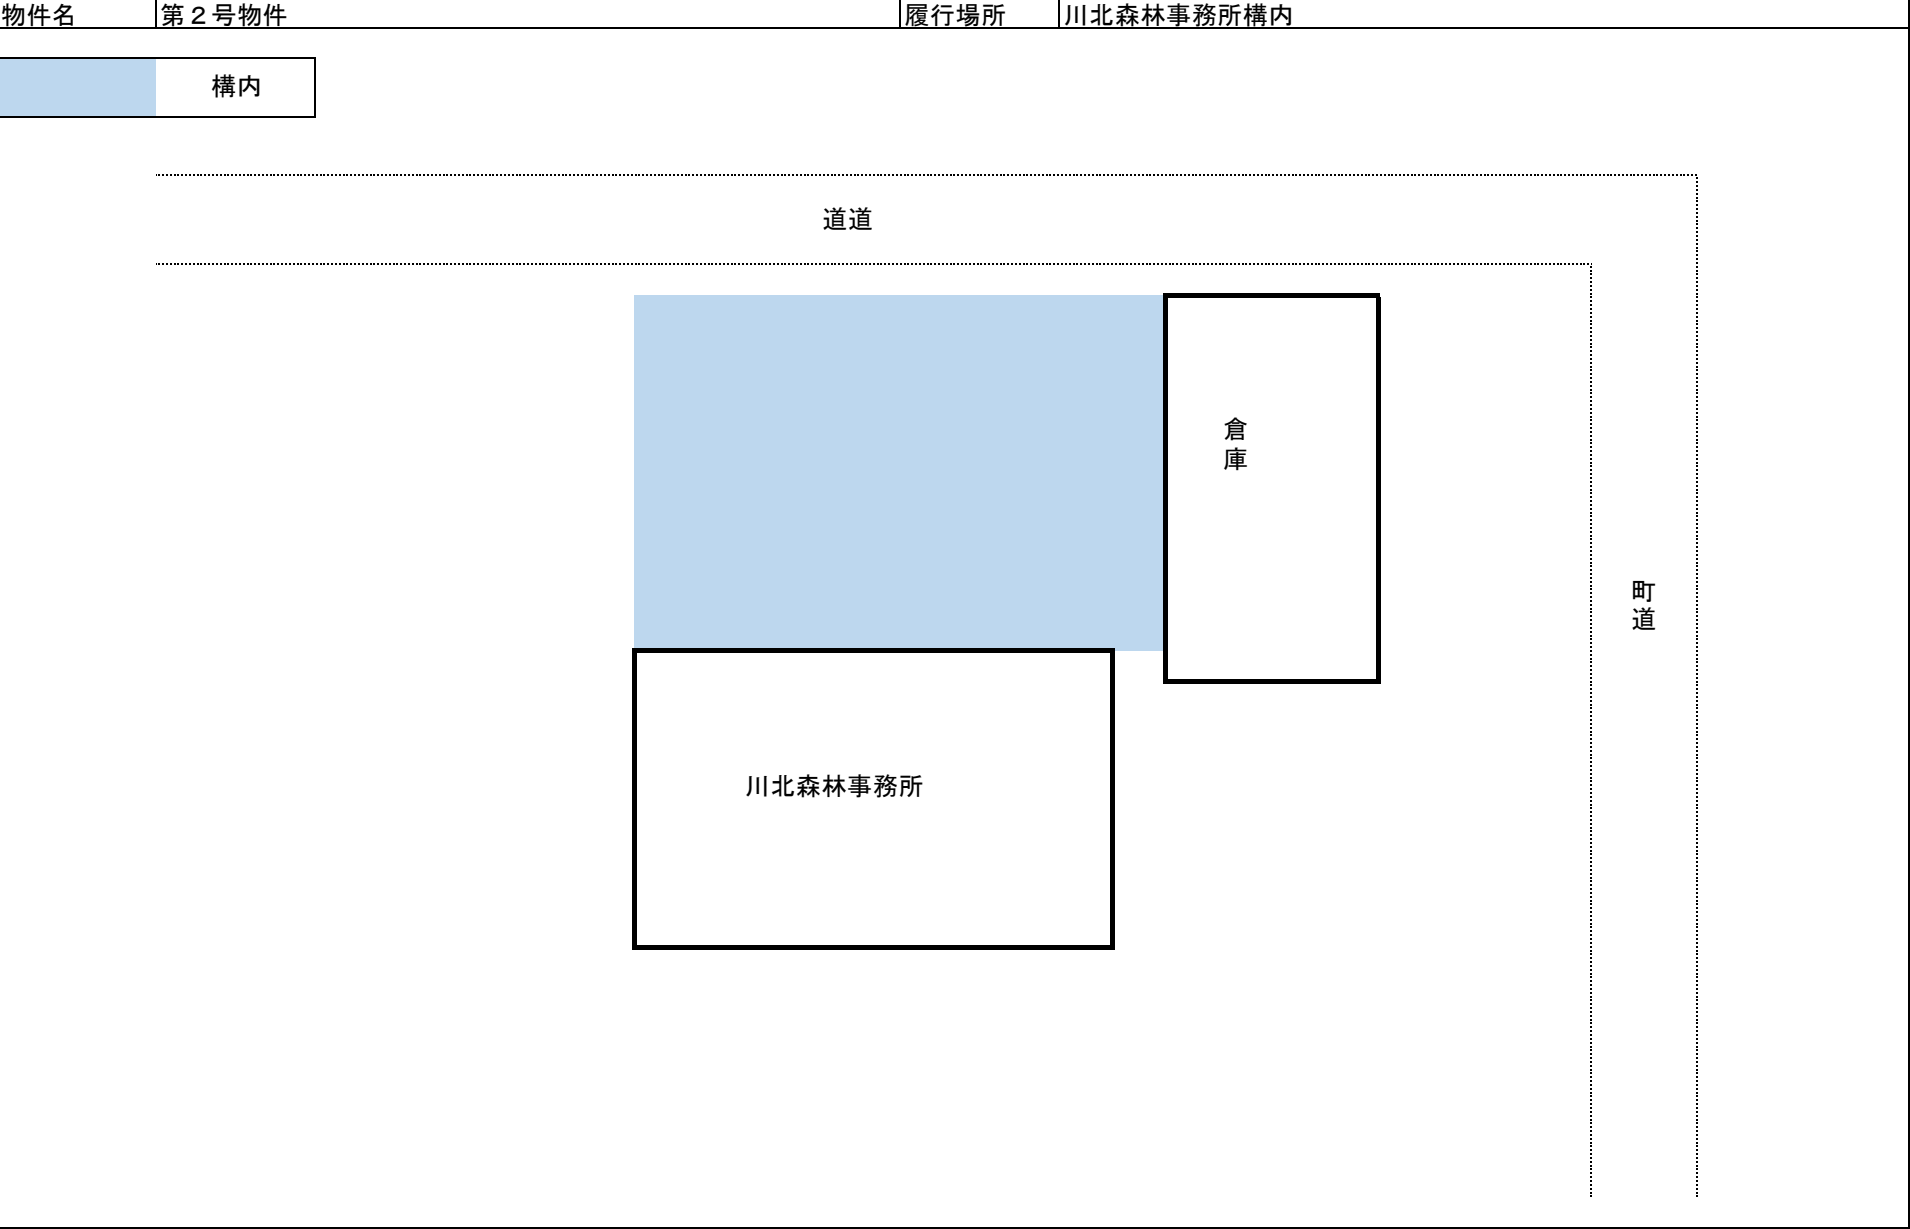 物件名 第２号物件 履行場所 川北森林事務所構内
構内
道道
倉庫
町道
川北森林事務所